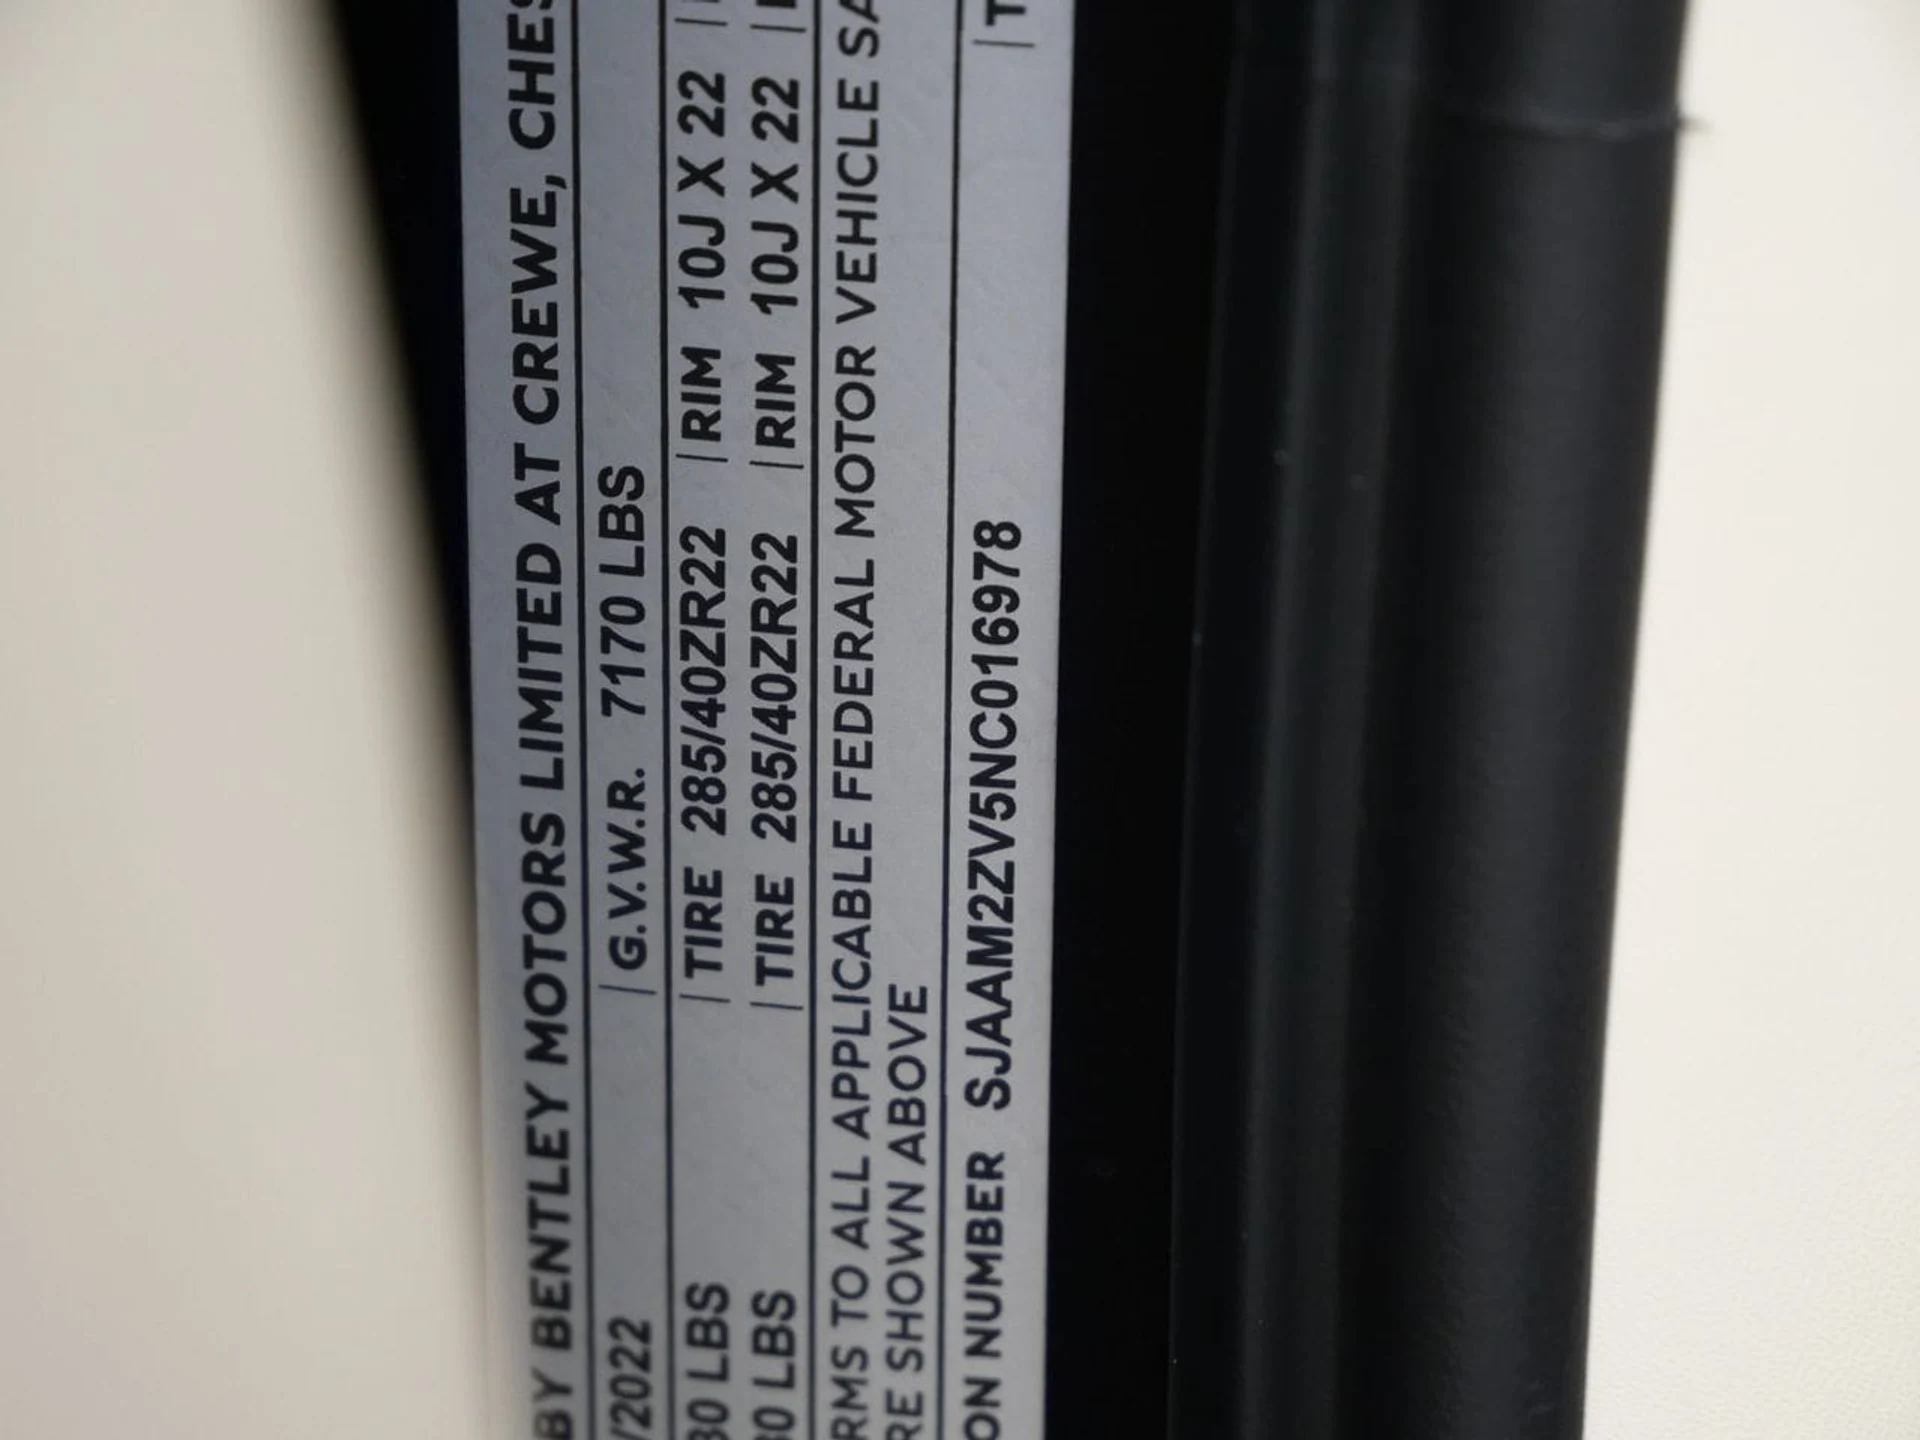 BY BENTLEY MOTORS LIMITED AT CREWE, CHES
/2022 | G.V.W.R. 7170 LBS
30 LBS | TIRE 285/40ZR22 | RIM 10J X 22 |
30 LBS | TIRE 285/40ZR22 | RIM 10J X 22 |
RMS TO ALL APPLICABLE FEDERAL MOTOR VEHICLE SA
RE SHOWN ABOVE
ON NUMBER SJAAM2ZV5NC016978 | T